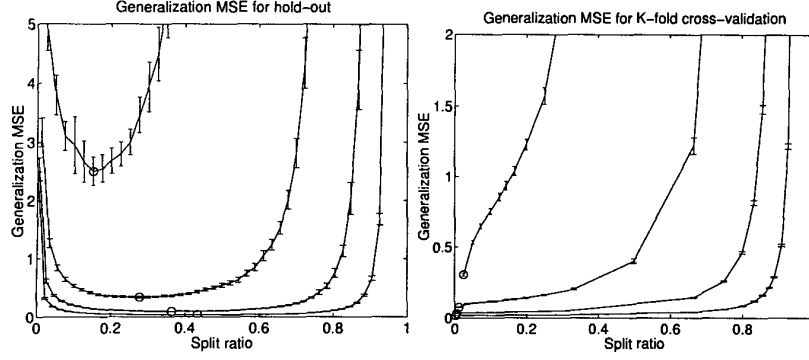 Generalization MSE for hold-out
5
4
3
2
1
0
Generalization MSE
0 0.2 0.4 0.6 0.8 1
Split ratio
Generalization MSE for K-fold cross-validation
2
1.5
1
0.5
0
Generalization MSE
0 0.2 0.4 0.6 0.8
Split ratio